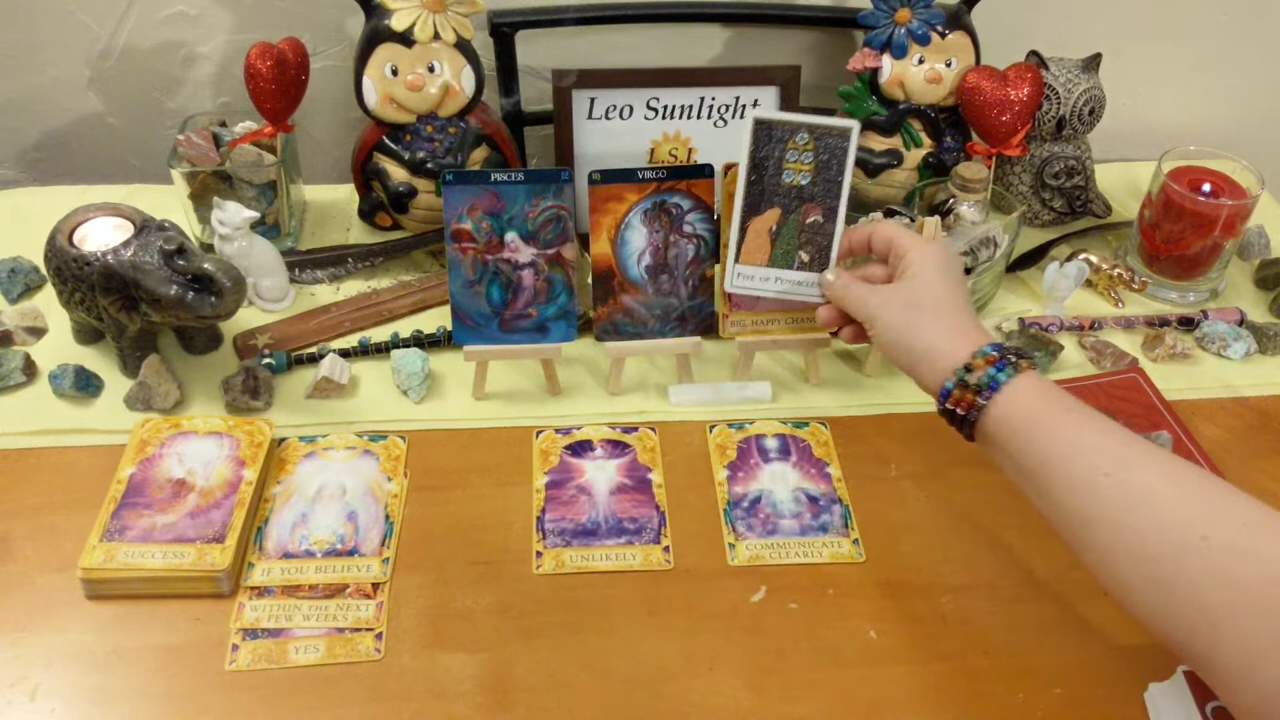 Leo Sunlight
L.S.I.
PISCES
VIRGO
FIVE OF PENTACLES
BIG, HAPPY CHANG
SUCCESS!
IF YOU BELIEVE
WITHIN THE NEXT
FEW WEEKS
YES
UNLIKELY
COMMUNICATE
CLEARLY